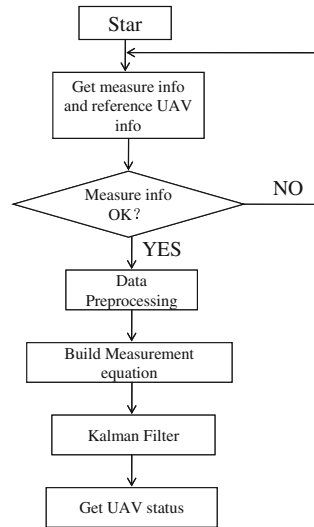 Star
Get measure info
and reference UAV
info
Measure info
OK?
NO
YES
Data
Preprocessing
Build Measurement
equation
Kalman Filter
Get UAV status